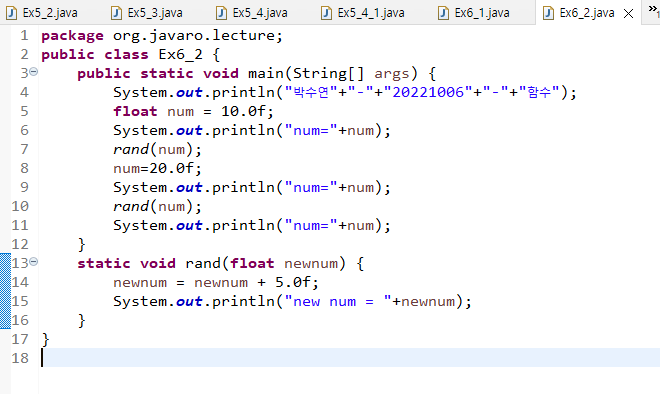 Ex5_2.java Ex5_3.java Ex5_4.java Ex5_4_1.java Ex6_1.java Ex6_2.java
1 package org.javaro.lecture;
2 public class Ex6_2 {
3 public static void main(String[] args) {
4 System.out.println("박수연"+"-"+"20221006"+"-"+"함수");
5 float num = 10.0f;
6 System.out.println("num="+num);
7 rand(num);
8 num=20.0f;
9 System.out.println("num="+num);
10 rand(num);
11 System.out.println("num="+num);
12 }
13 static void rand(float newnum) {
14 newnum = newnum + 5.0f;
15 System.out.println("new num = "+newnum);
16 }
17 }
18